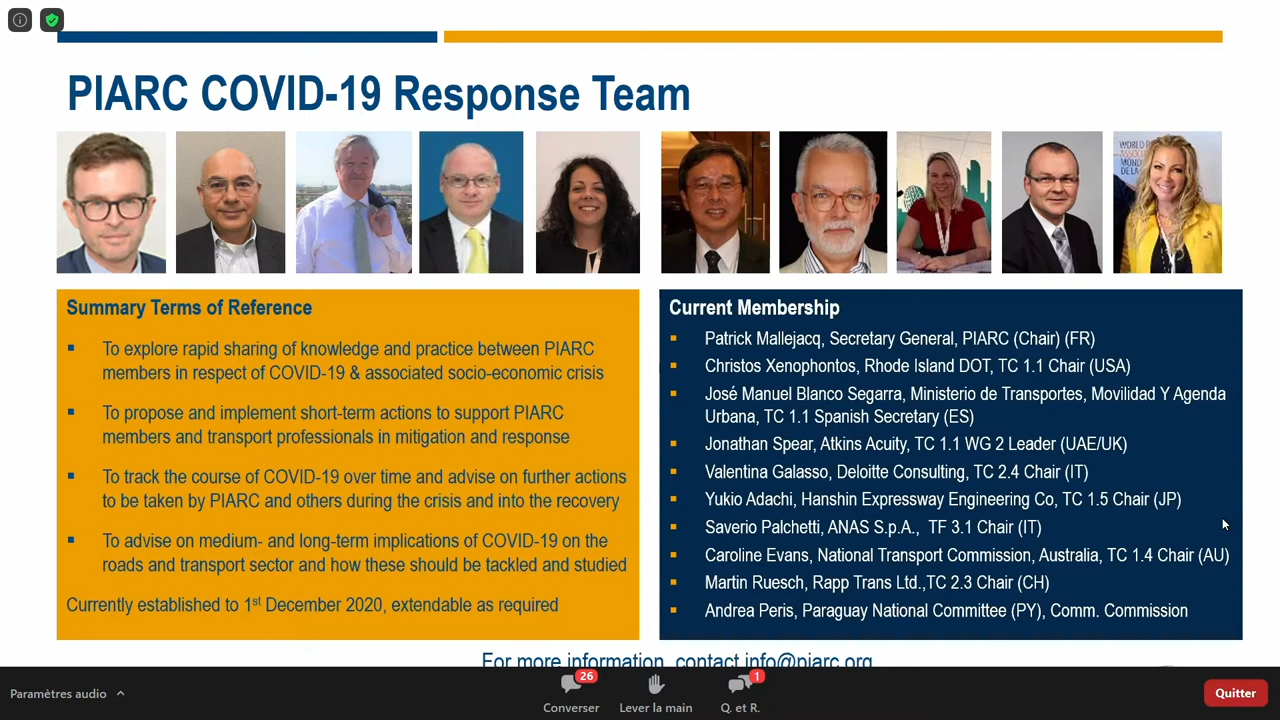 PIARC COVID-19 Response Team
WORLD
ASSOC
MOND
DE LA
Summary Terms of Reference
▪ To explore rapid sharing of knowledge and practice between PIARC
members in respect of COVID-19 & associated socio-economic crisis
▪ To propose and implement short-term actions to support PIARC
members and transport professionals in mitigation and response
▪ To track the course of COVID-19 over time and advise on further actions
to be taken by PIARC and others during the crisis and into the recovery
▪ To advise on medium- and long-term implications of COVID-19 on the
roads and transport sector and how these should be tackled and studied
Currently established to 1st December 2020, extendable as required
Current Membership
▪ Patrick Mallejacq, Secretary General, PIARC (Chair) (FR)
▪ Christos Xenophontos, Rhode Island DOT, TC 1.1 Chair (USA)
▪ José Manuel Blanco Segarra, Ministerio de Transportes, Movilidad Y Agenda
Urbana, TC 1.1 Spanish Secretary (ES)
▪ Jonathan Spear, Atkins Acuity, TC 1.1 WG 2 Leader (UAE/UK)
▪ Valentina Galasso, Deloitte Consulting, TC 2.4 Chair (IT)
▪ Yukio Adachi, Hanshin Expressway Engineering Co, TC 1.5 Chair (JP)
▪ Saverio Palchetti, ANAS S.p.A., TF 3.1 Chair (IT)
▪ Caroline Evans, National Transport Commission, Australia, TC 1.4 Chair (AU)
▪ Martin Ruesch, Rapp Trans Ltd.,TC 2.3 Chair (CH)
▪ Andrea Peris, Paraguay National Committee (PY), Comm. Commission
For more information, contact info@piarc.org
Paramètres audio
26
Converser
Lever la main
1
Q. et R.
Quitter